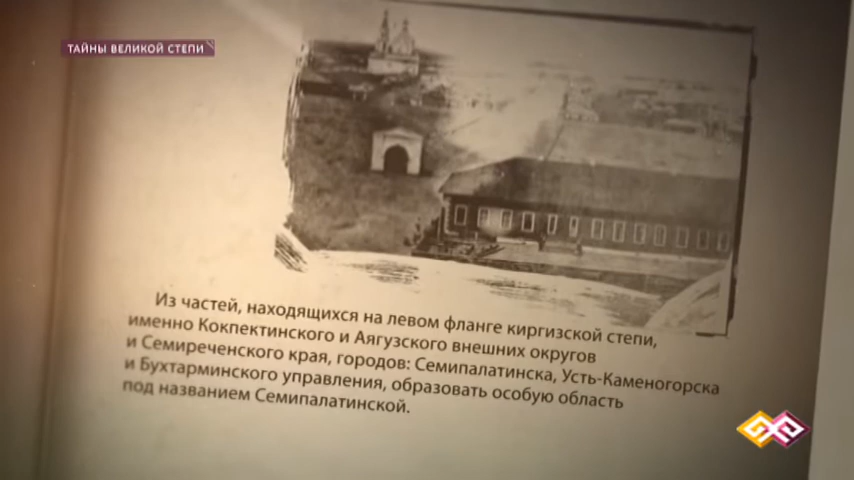 ТАЙНЫ ВЕЛИКОЙ СТЕПИ
Из частей, находящихся на левом фланге киргизской степи,
именно Кокпектинского и Аягузского внешних округов
и Семиреченского края, городов: Семипалатинска, Усть-Каменогорска
и Бухтарминского управления, образовать особую область
под названием Семипалатинской.